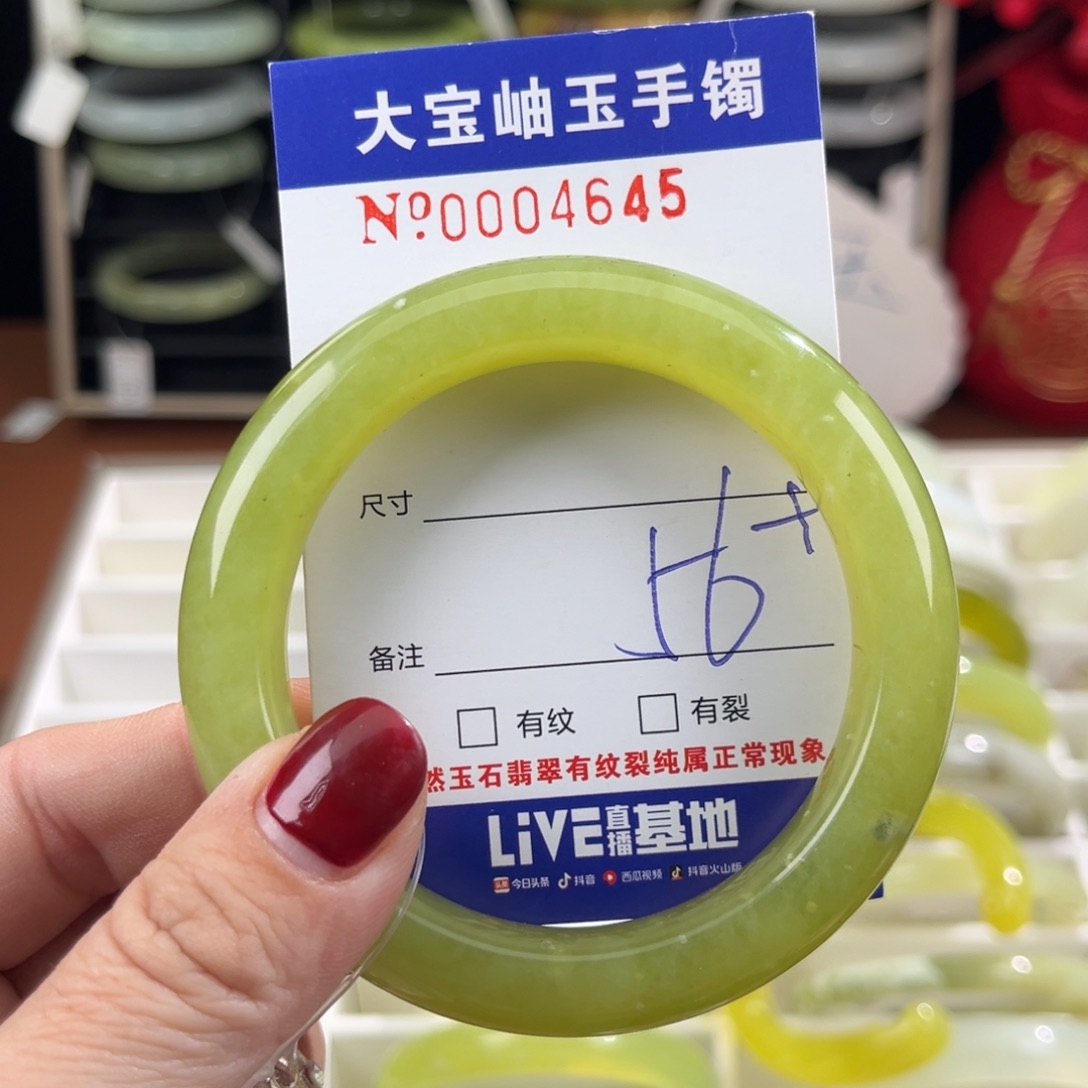 大宝岫玉手镯
Nº0004645
尺寸
56+
备注
□ 有纹 □ 有裂
然玉石翡翠有纹裂纯属正常现象
LiVE直播基地
头条 今日头条 抖音 西瓜视频 抖音火山版